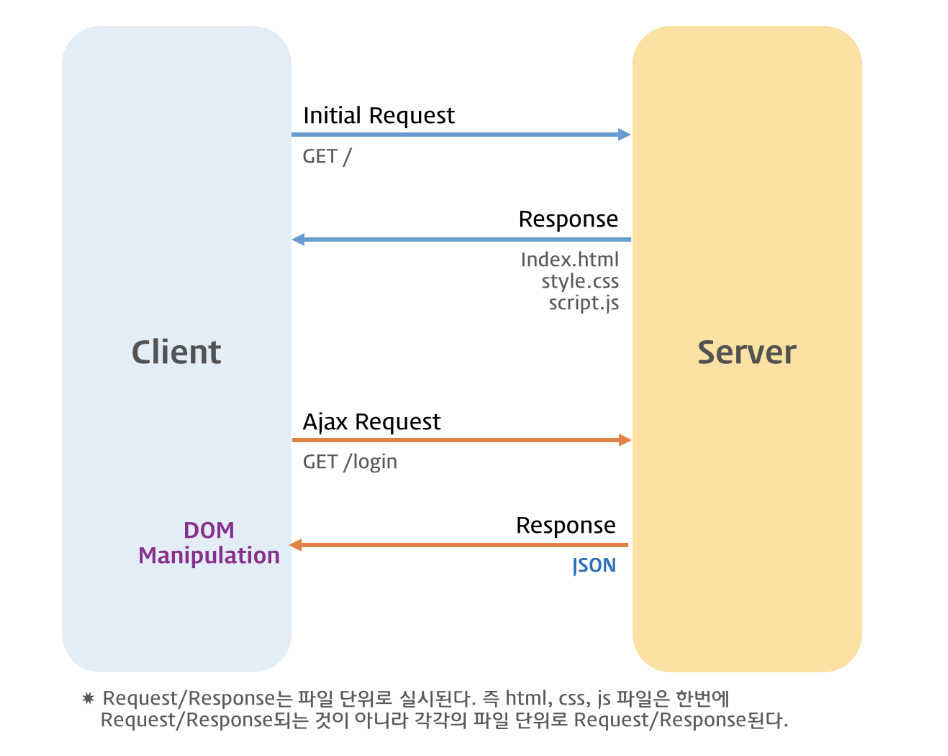 Initial Request
GET /
Response
Index.html
style.css
script.js
Client
Server
Ajax Request
GET /login
Response
JSON
DOM
Manipulation
✷ Request/Response는 파일 단위로 실시된다. 즉 html, css, js 파일은 한번에
Request/Response되는 것이 아니라 각각의 파일 단위로 Request/Response된다.